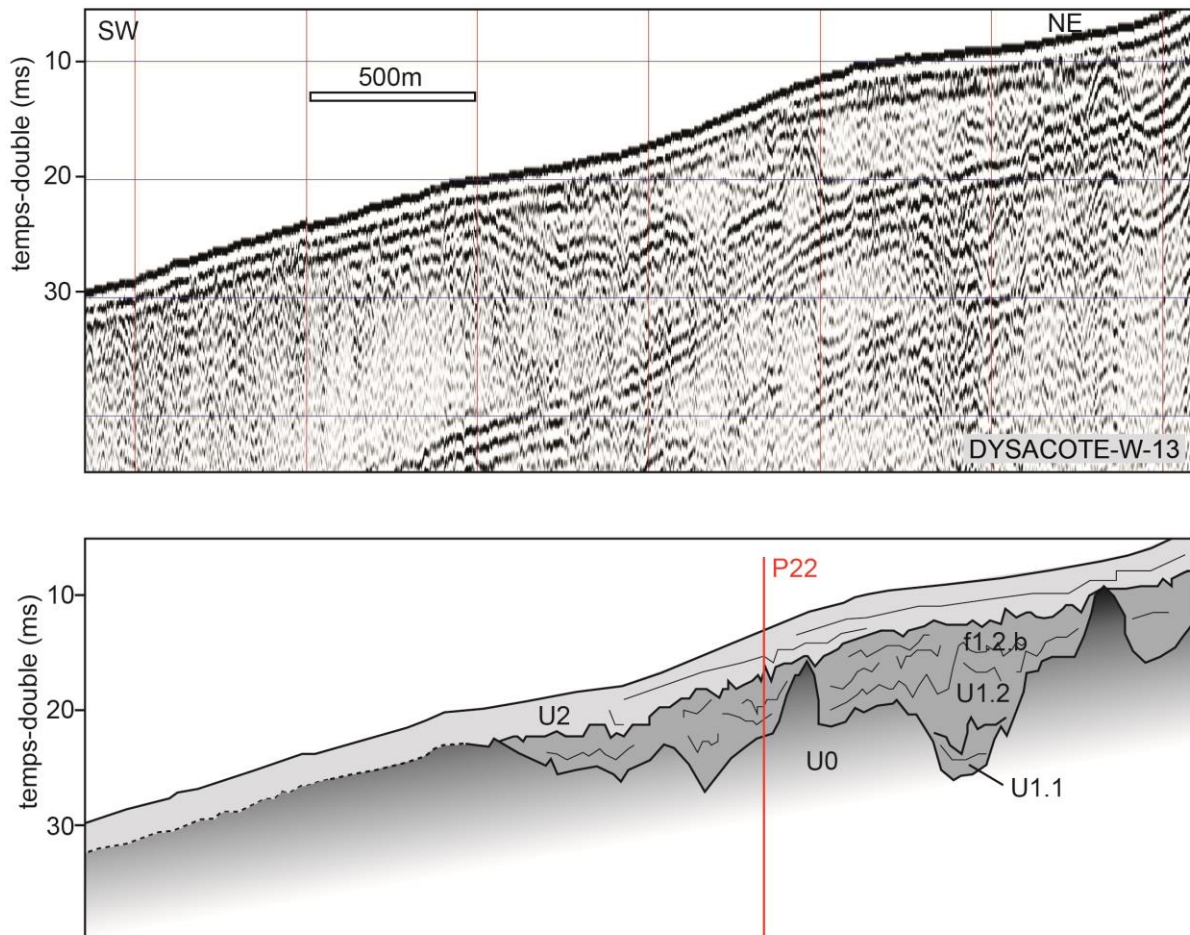 SW
NE
500m
temps-double (ms)
10
20
30
DYSACOTE-W-13
temps-double (ms)
10
20
30
P22
f1.2.b
U1.2
U2
U0
U1.1